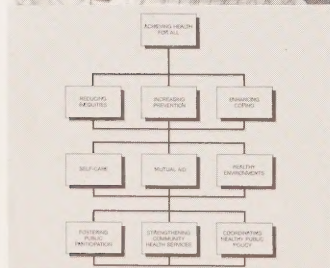 ACHIEVING HEALTH
FOR ALL
REDUCING
INEQUITIES
INCREASING
PREVENTION
ENHANCING
COPING
SELF-CARE
MUTUAL AID
HEALTHY
ENVIRONMENTS
FOSTERING
PUBLIC
PARTICIPATION
STRENGTHENING
COMMUNITY
HEALTH SERVICES
COORDINATING
HEALTHY PUBLIC
POLICY